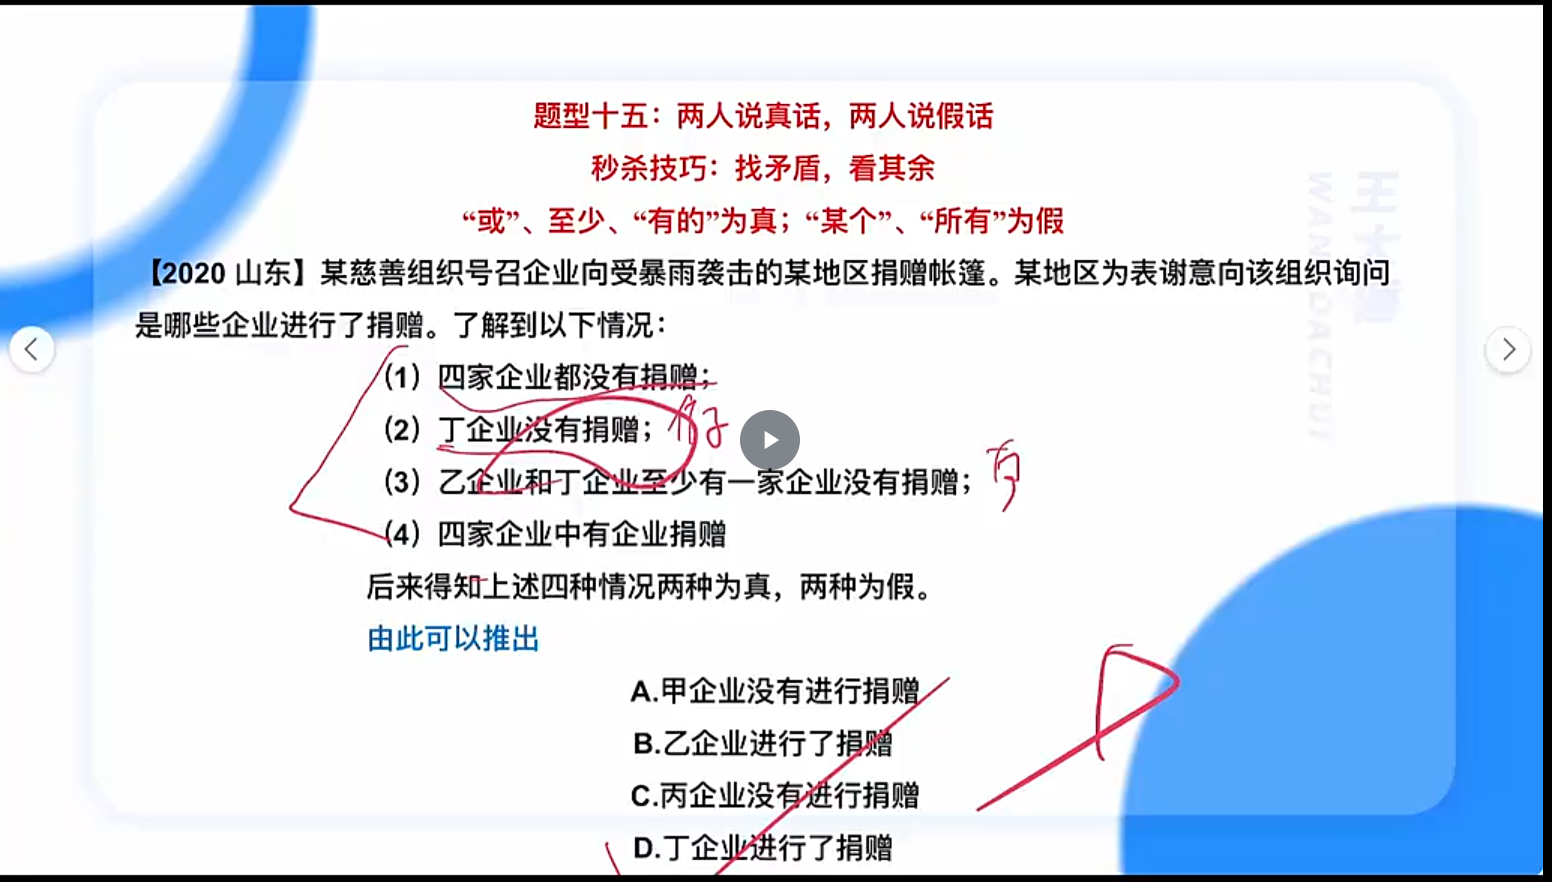 题型十五：两人说真话，两人说假话
秒杀技巧：找矛盾，看其余
“或”、至少、“有的”为真；“某个”、“所有”为假
【2020 山东】某慈善组织号召企业向受暴雨袭击的某地区捐赠帐篷。某地区为表谢意向该组织询问
是哪些企业进行了捐赠。了解到以下情况：
（1）四家企业都没有捐赠；
（2）丁企业没有捐赠；
（3）乙企业和丁企业至少有一家企业没有捐赠；
（4）四家企业中有企业捐赠
后来得知上述四种情况两种为真，两种为假。
由此可以推出
A.甲企业没有进行捐赠
B.乙企业进行了捐赠
C.丙企业没有进行捐赠
D.丁企业进行了捐赠
WANGDACHUI